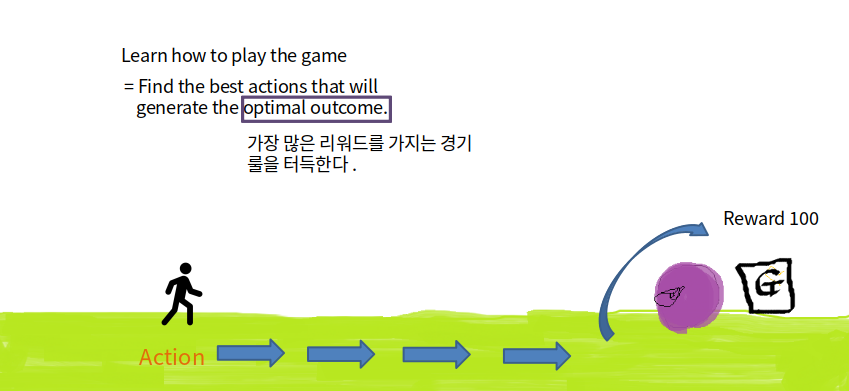 Learn how to play the game
= Find the best actions that will
generate the optimal outcome.
가장 많은 리워드를 가지는 경기
룰을 터득한다 .
Reward 100
G
Action